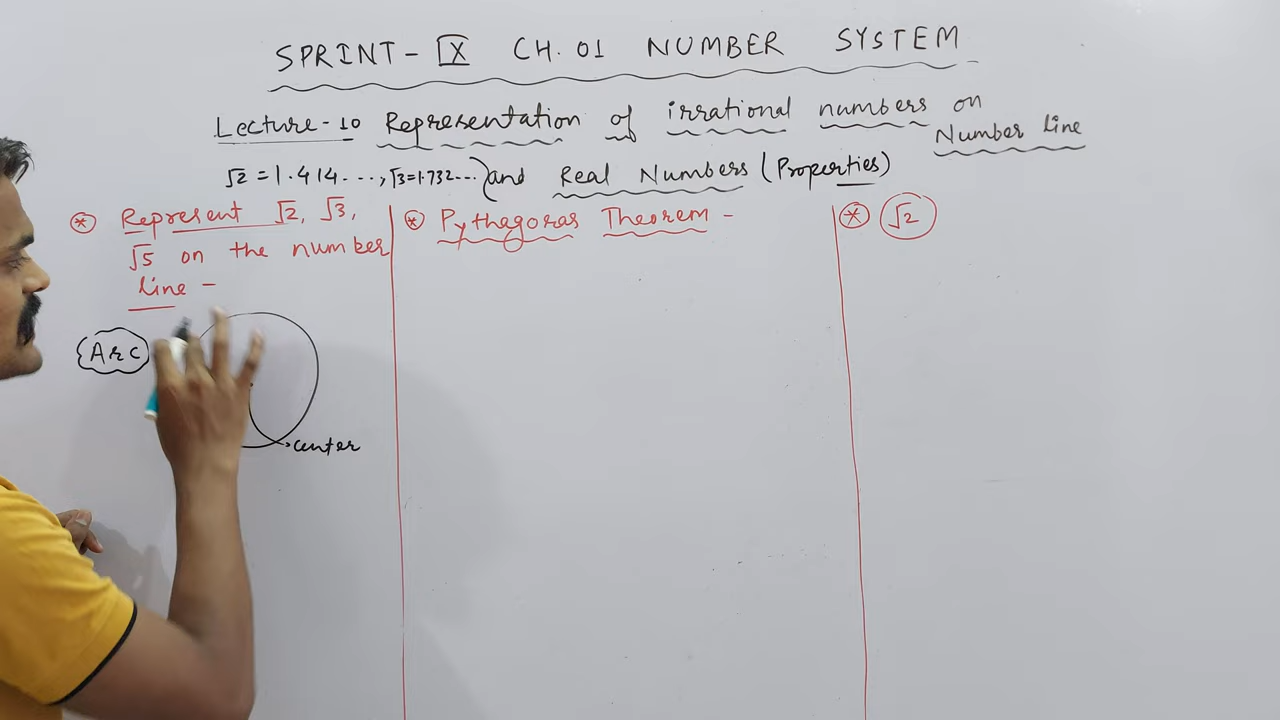 SPRINT-IX CH.01 NUMBER SYSTEM
Lecture-10 Representation of irrational numbers on
Number line
√2 = 1.414..., √3=1.732...) and Real Numbers (Properties)
* Represent √2, √3,
√5 on the number
line -
Arc
center
* Pythagoras Theorem -
* √2